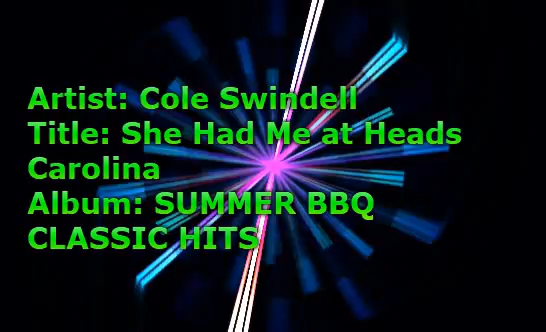 Artist: Cole Swindell
Title: She Had Me at Heads
Carolina
Album: SUMMER BBQ
CLASSIC HITS